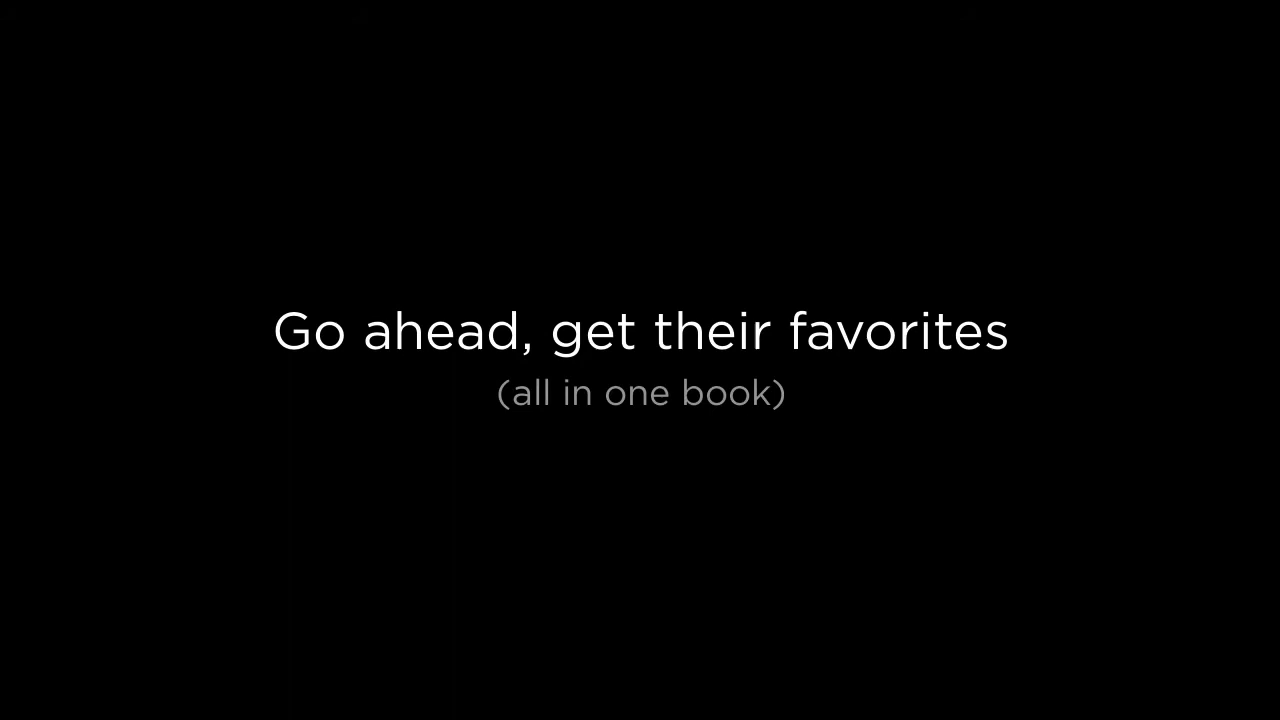 Go ahead, get their favorites
(all in one book)